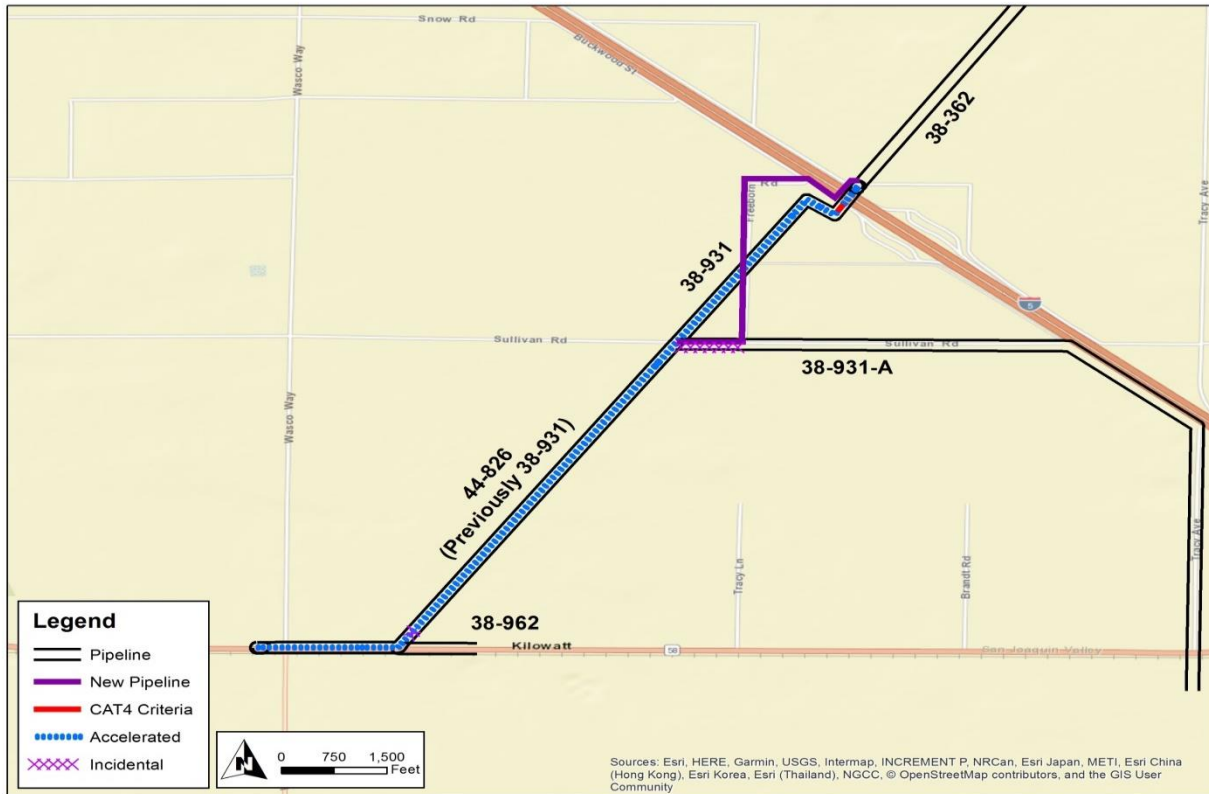 Snow Rd
Wasco Way
Buckwood St
38-362
Tracy Ave
Rd
Freeborn
38-931
5
Sullivan Rd
Sullivan Rd
38-931-A
Wasco Way
44-826
(Previously 38-931)
Tracy Ln
Brandt Rd
Tracy Ave
38-962
Kilowatt
58
San Joaquin Valley
Legend
Pipeline
New Pipeline
CAT4 Criteria
Accelerated
Incidental
N
0 750 1,500
Feet
Sources: Esri, HERE, Garmin, USGS, Intermap, INCREMENT P, NRCan, Esri Japan, METI, Esri China
(Hong Kong), Esri Korea, Esri (Thailand), NGCC, © OpenStreetMap contributors, and the GIS User
Community